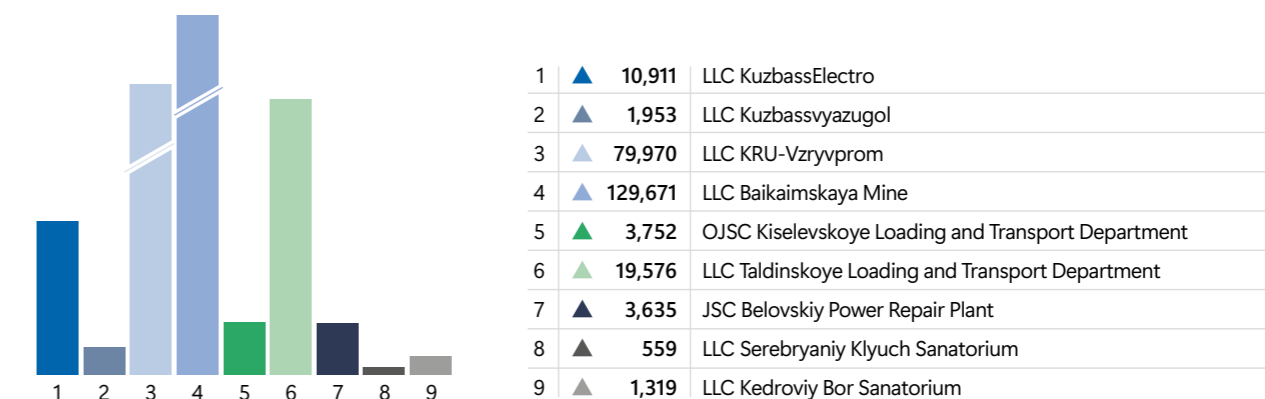 1 2 3 4 5 6 7 8 9
1 10,911 LLC KuzbassElectro
2 1,953 LLC Kuzbassvyazugol
3 79,970 LLC KRU-Vzryvprom
4 129,671 LLC Baikaimskaya Mine
5 3,752 OJSC Kiselevskoye Loading and Transport Department
6 19,576 LLC Taldinskoye Loading and Transport Department
7 3,635 JSC Belovskiy Power Repair Plant
8 559 LLC Serebryaniy Klyuch Sanatorium
9 1,319 LLC Kedroviy Bor Sanatorium